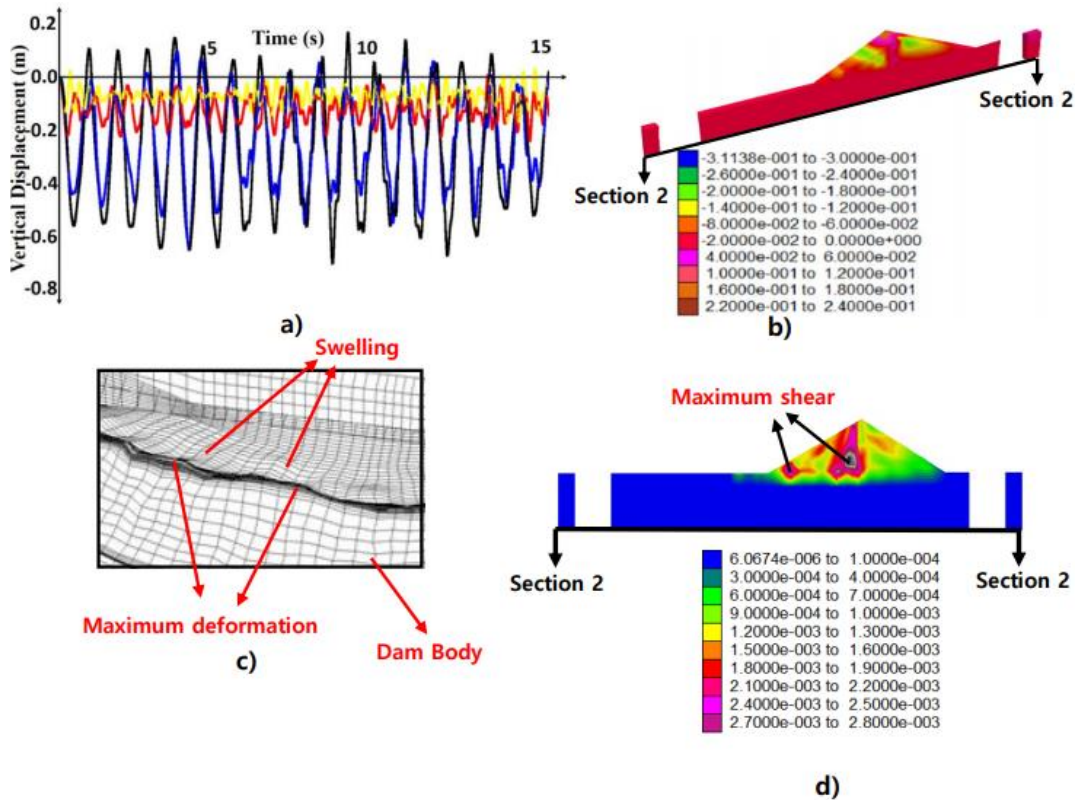 0.2
0.0
-0.2
-0.4
-0.6
-0.8
Vertical Displacement (m)
Time (s)
5
10
15
a)
Section 2
Section 2
-3.1138e-001 to -3.0000e-001
-2.6000e-001 to -2.4000e-001
-2.0000e-001 to -1.8000e-001
-1.4000e-001 to -1.2000e-001
-8.0000e-002 to -6.0000e-002
-2.0000e-002 to 0.0000e+000
4.0000e-002 to 6.0000e-002
1.0000e-001 to 1.2000e-001
1.6000e-001 to 1.8000e-001
2.2000e-001 to 2.4000e-001
b)
Swelling
Maximum deformation
Dam Body
c)
Maximum shear
Section 2
Section 2
6.0674e-006 to 1.0000e-004
3.0000e-004 to 4.0000e-004
6.0000e-004 to 7.0000e-004
9.0000e-004 to 1.0000e-003
1.2000e-003 to 1.3000e-003
1.5000e-003 to 1.6000e-003
1.8000e-003 to 1.9000e-003
2.1000e-003 to 2.2000e-003
2.4000e-003 to 2.5000e-003
2.7000e-003 to 2.8000e-003
d)